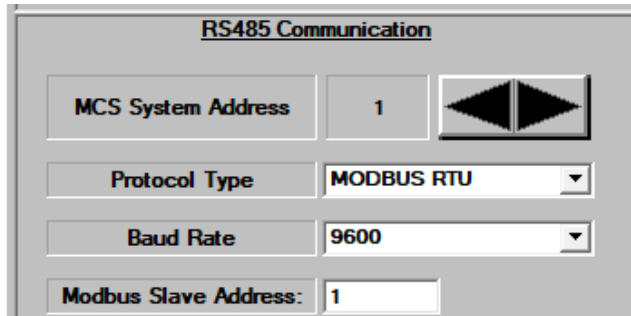 RS485 Communication
MCS System Address 1
Protocol Type MODBUS RTU
Baud Rate 9600
Modbus Slave Address: 1